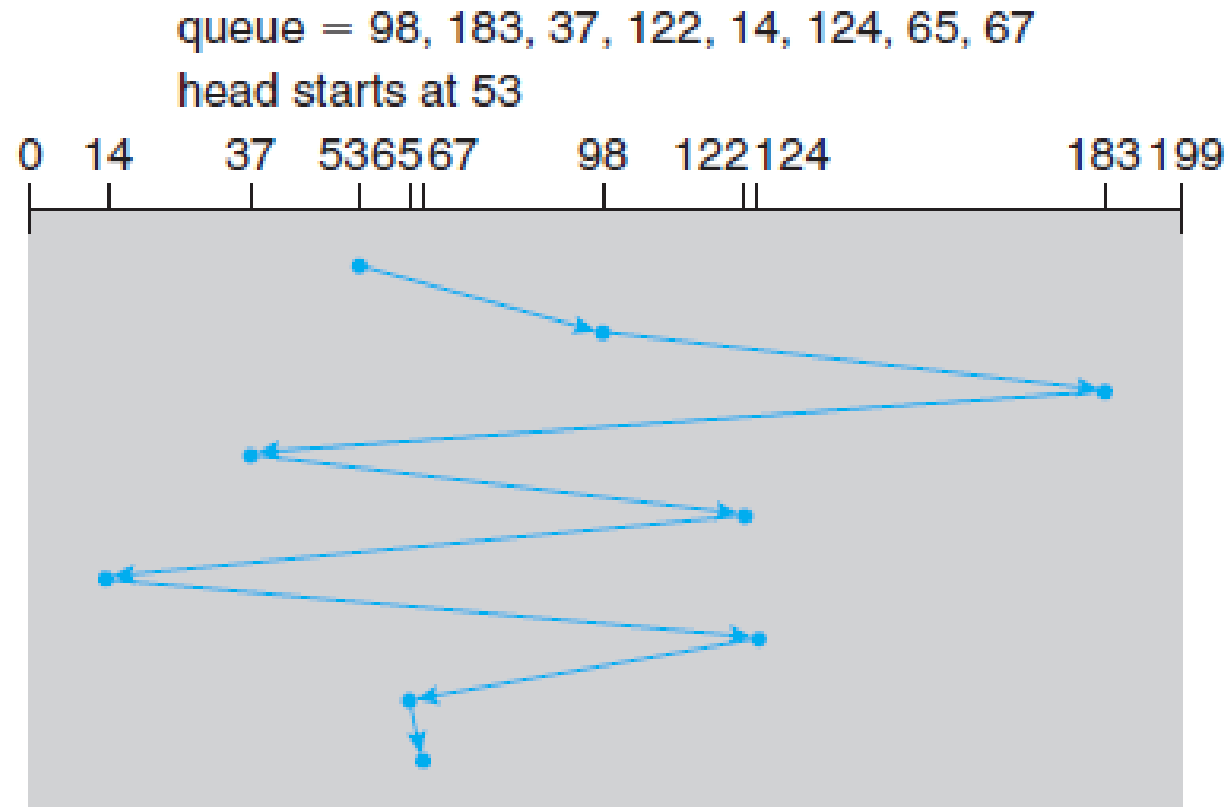 queue = 98, 183, 37, 122, 14, 124, 65, 67
head starts at 53
0 14 37 53 65 67 98 122 124 183 199